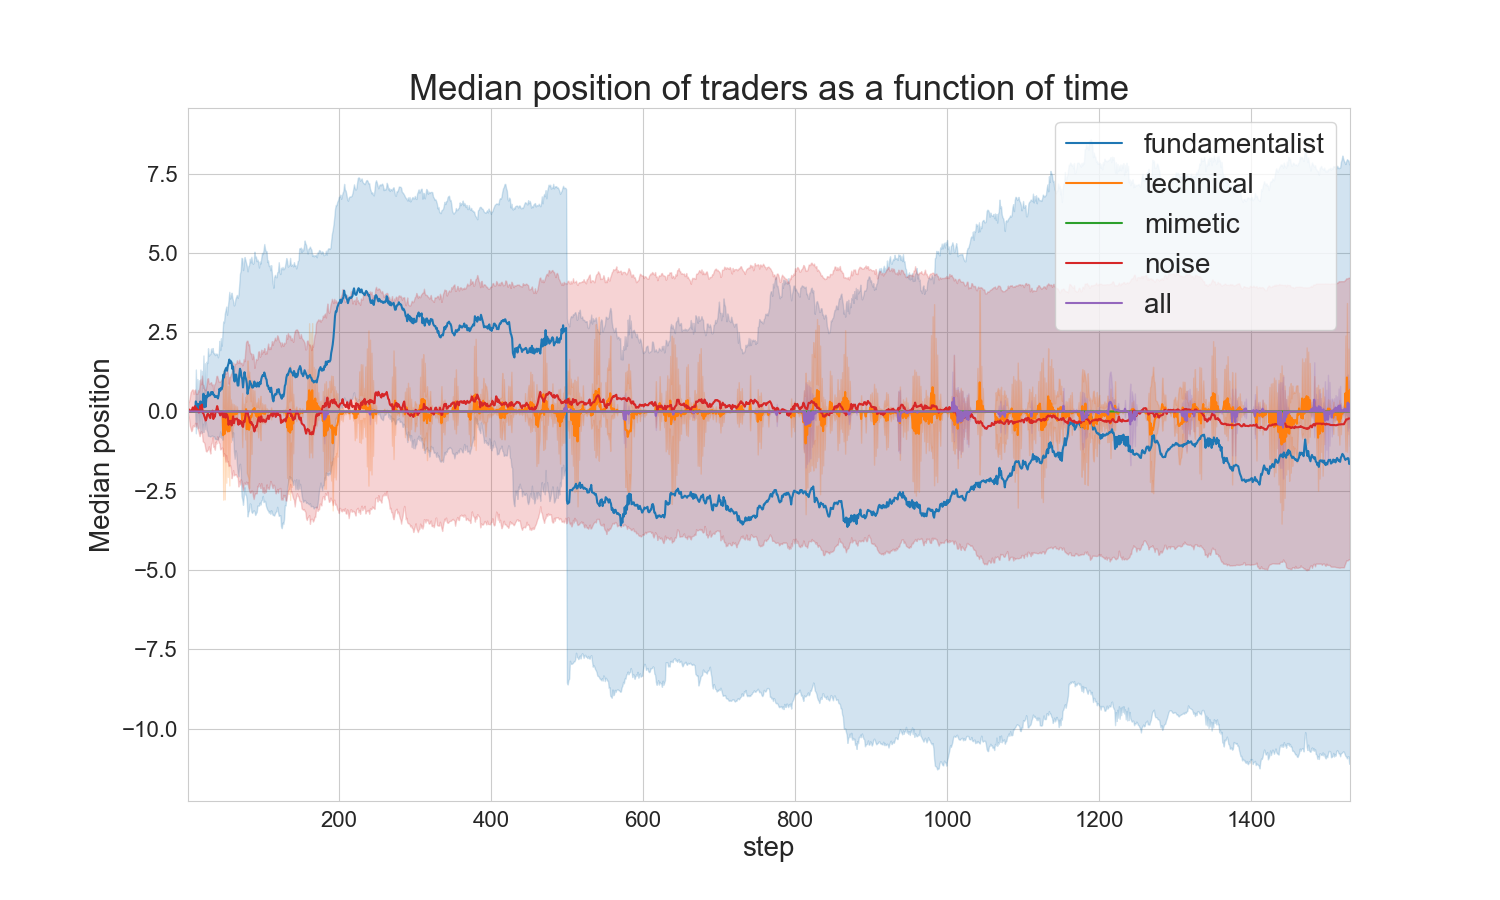 Median position of traders as a function of time
fundamentalist
technical
mimetic
noise
all
Median position
7.5
5.0
2.5
0.0
−2.5
−5.0
−7.5
−10.0
200 400 600 800 1000 1200 1400
step